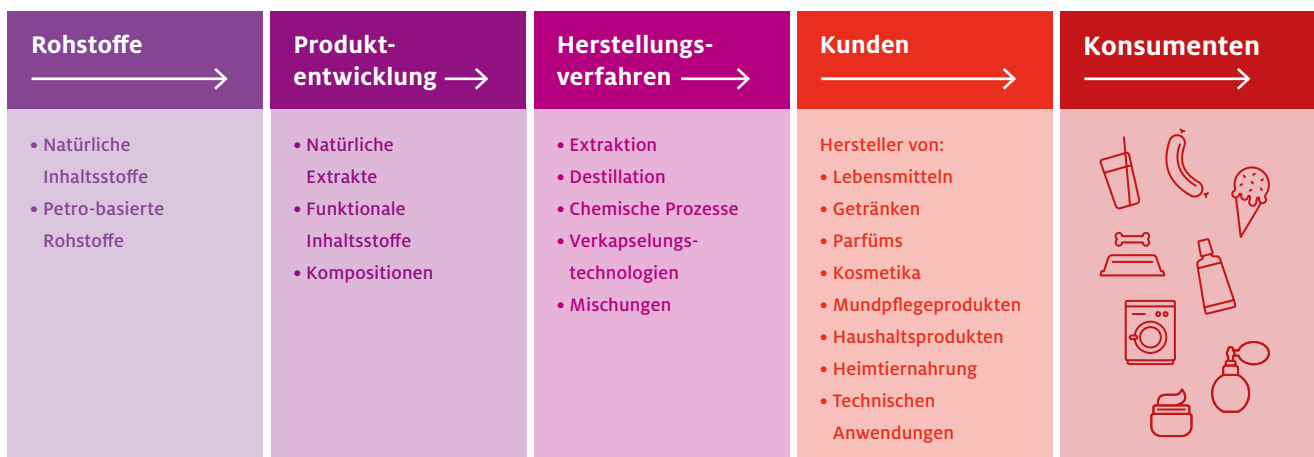 Rohstoffe
• Natürliche
Inhaltsstoffe
• Petro-basierte
Rohstoffe
Produkt-
entwicklung
• Natürliche
Extrakte
• Funktionale
Inhaltsstoffe
• Kompositionen
Herstellungs-
verfahren
• Extraktion
• Destillation
• Chemische Prozesse
• Verkapselungs-
technologien
• Mischungen
Kunden
Hersteller von:
• Lebensmitteln
• Getränken
• Parfüms
• Kosmetika
• Mundpflegeprodukten
• Haushaltsprodukten
• Heimtiernahrung
• Technischen
Anwendungen
Konsumenten